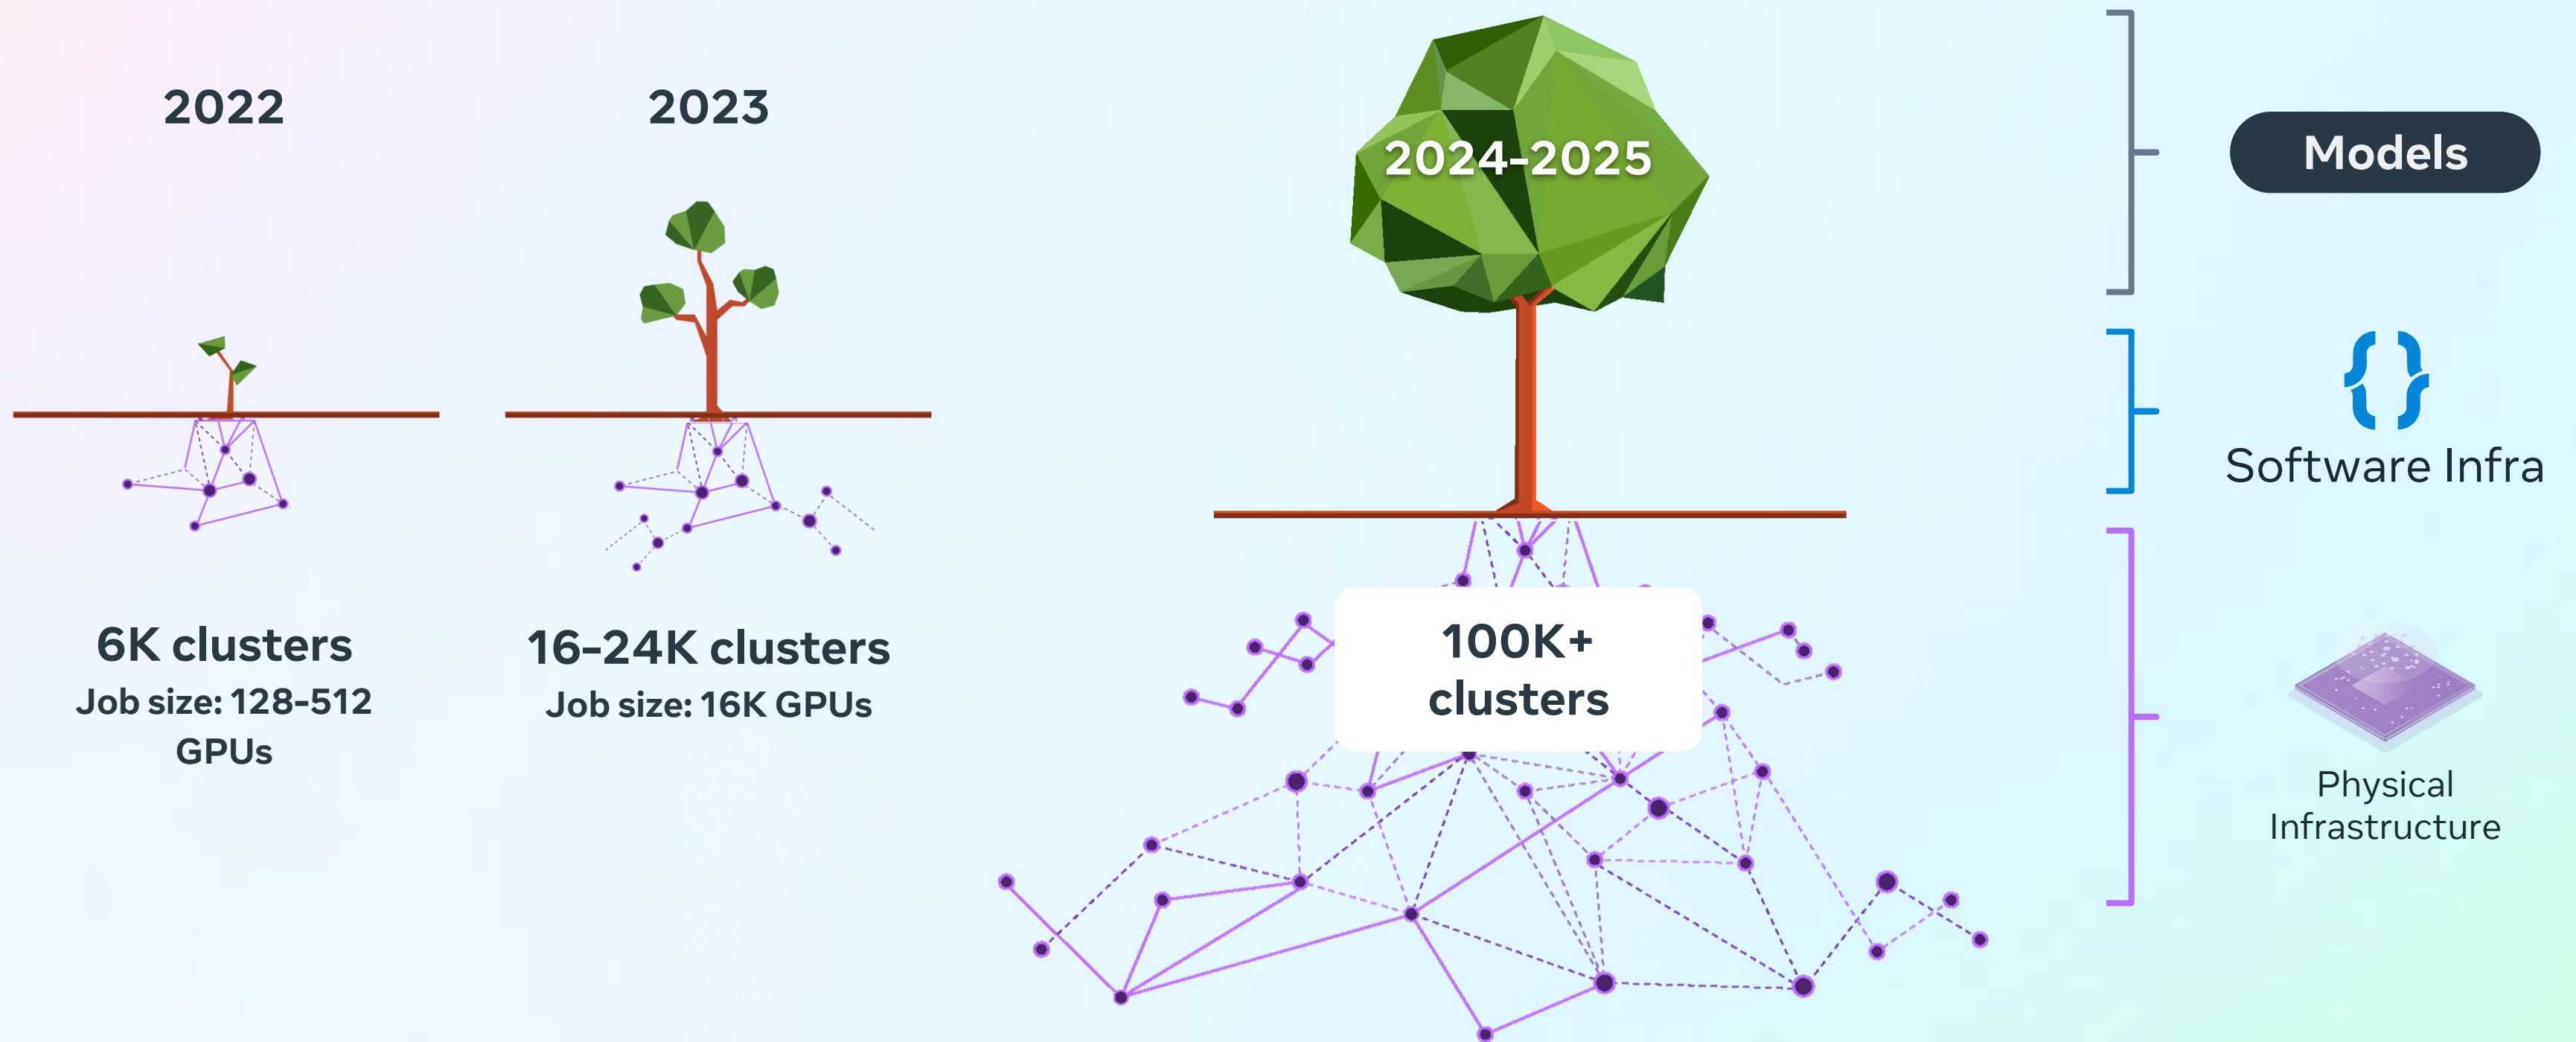 2022
6K clusters
Job size: 128-512
GPUs
2023
16-24K clusters
Job size: 16K GPUs
2024-2025
100K+
clusters
Models
{}
Software Infra
Physical
Infrastructure